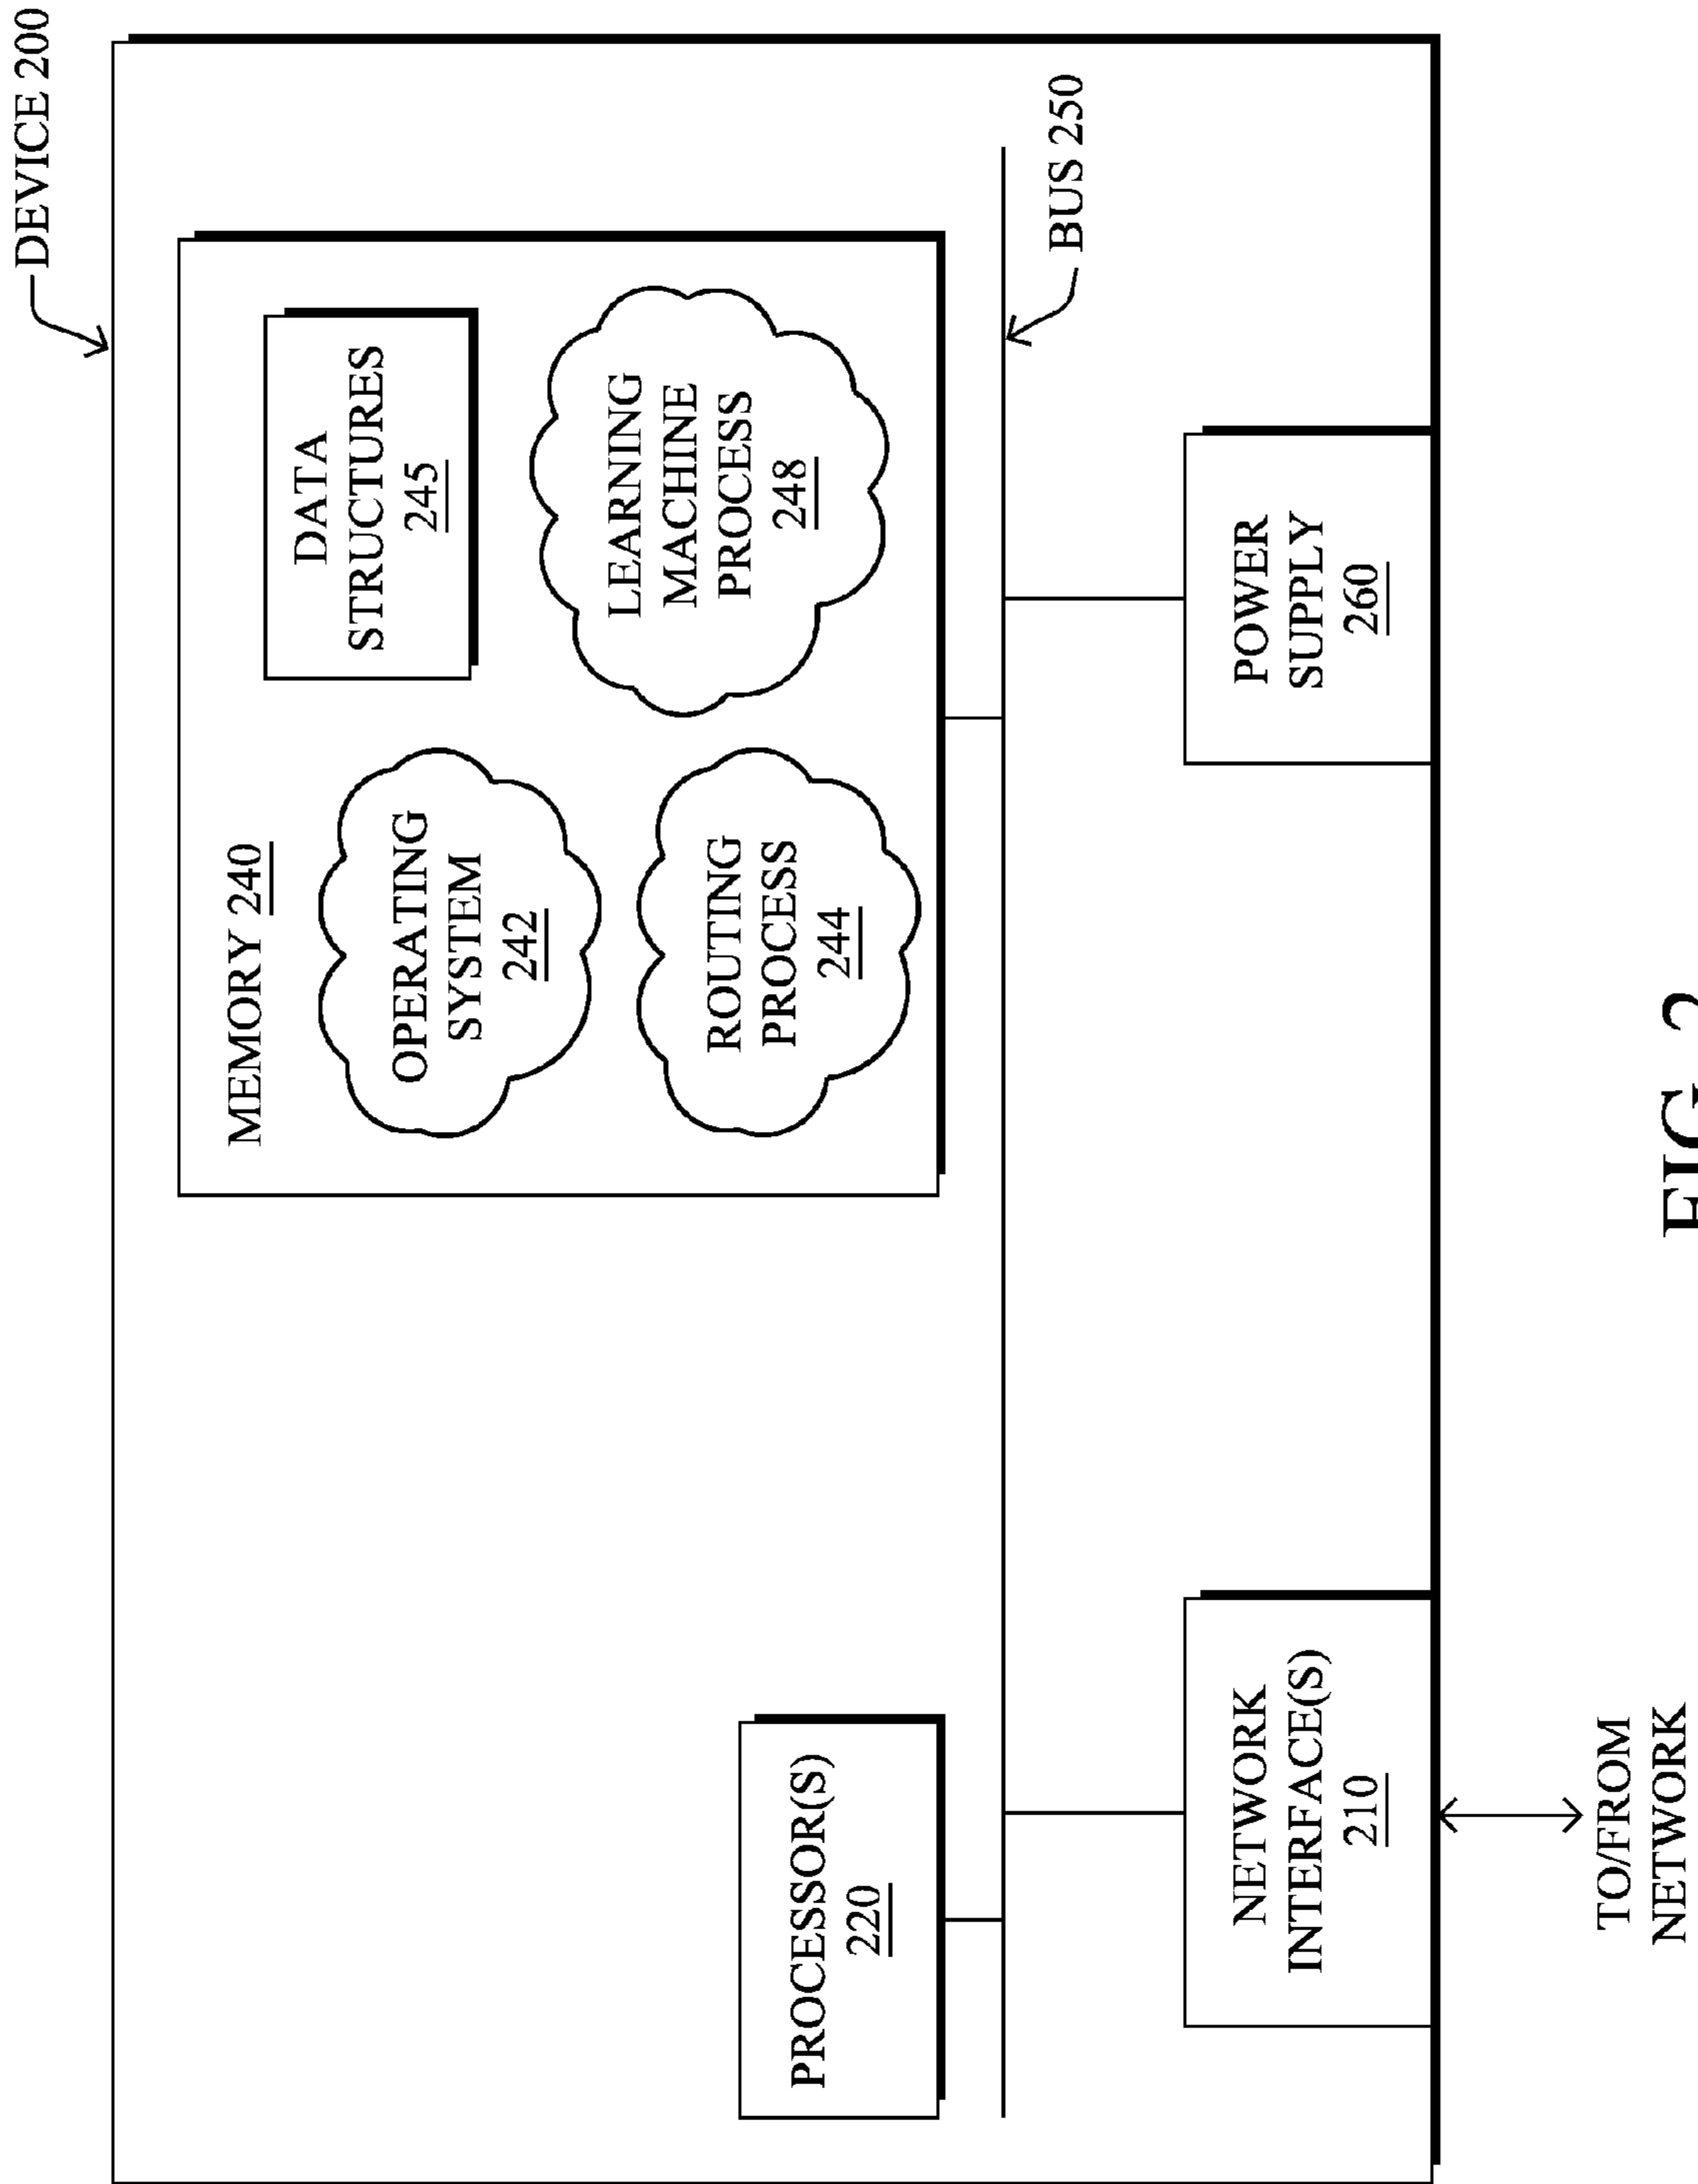 DEVICE 200
MEMORY 240
OPERATING
SYSTEM
242
DATA
STRUCTURES
245
ROUTING
PROCESS
244
LEARNING
MACHINE
PROCESS
248
PROCESSOR(S)
220
BUS 250
NETWORK
INTERFACE(S)
210
POWER
SUPPLY
260
TO/FROM
NETWORK
FIG. 2